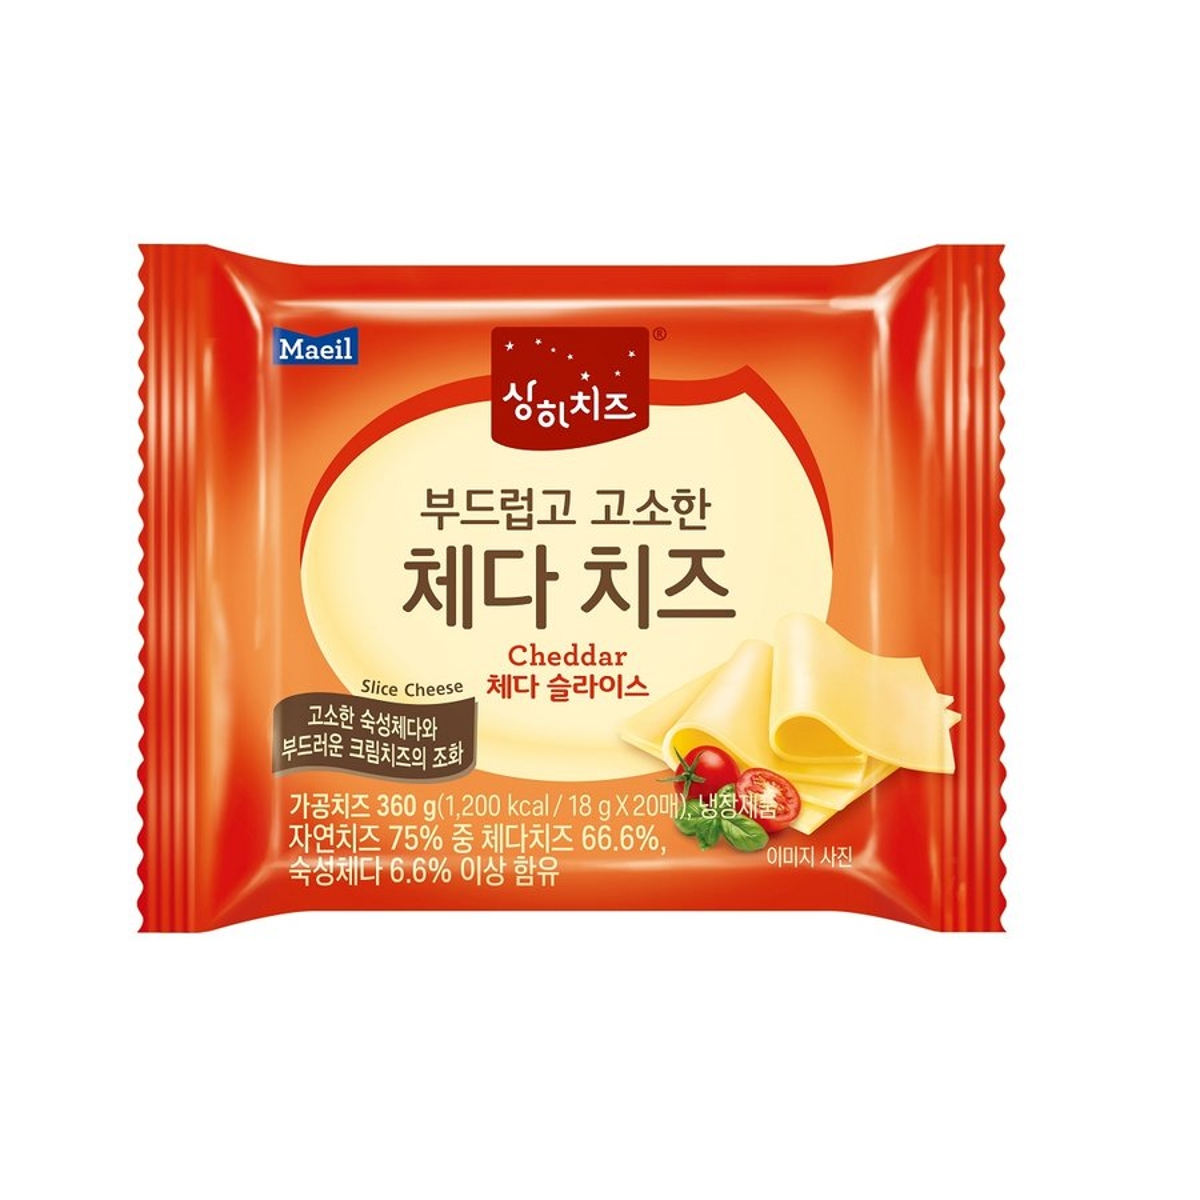 Maeil
상하치즈
®
부드럽고 고소한
체다 치즈
Cheddar
체다 슬라이스
Slice Cheese
고소한 숙성체다와
부드러운 크림치즈의 조화
가공치즈 360 g(1,200 kcal / 18 g X 20매), 냉장제품
자연치즈 75% 중 체다치즈 66.6%,
숙성체다 6.6% 이상 함유
이미지 사진